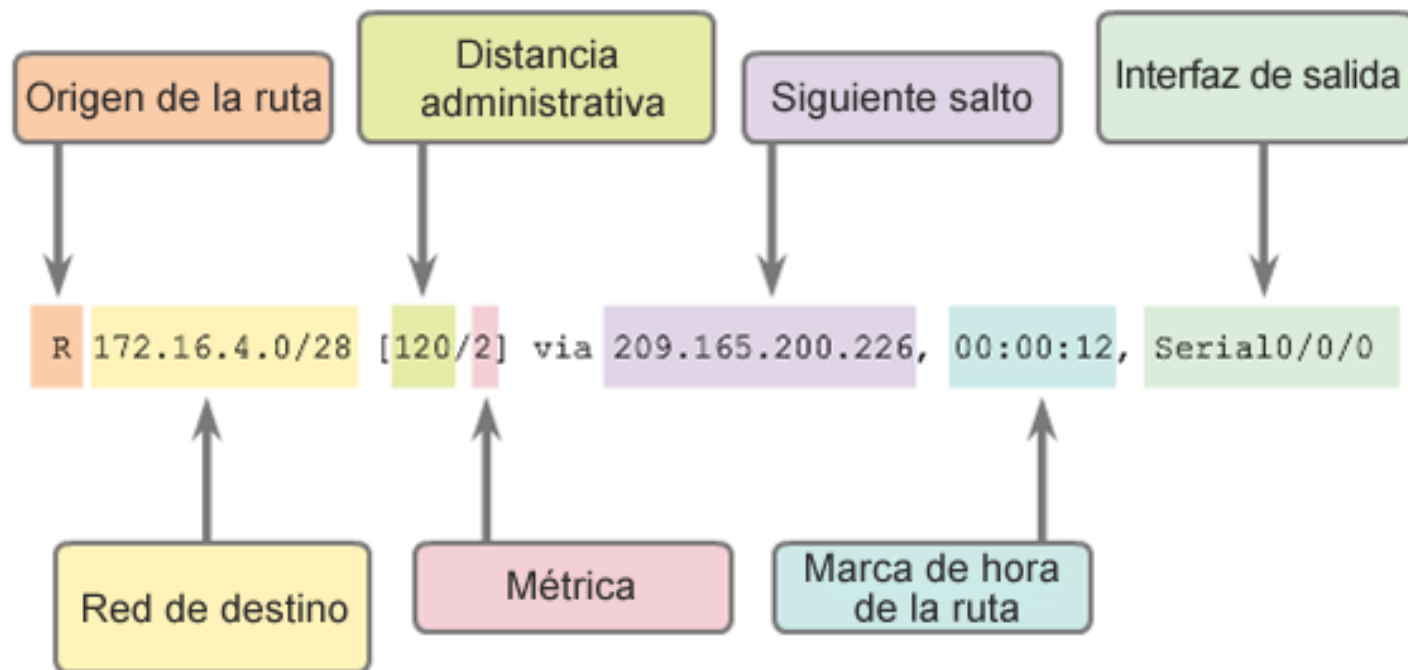 Origen de la ruta
Distancia
administrativa
Siguiente salto
Interfaz de salida
R 172.16.4.0/28 [120/2] via 209.165.200.226, 00:00:12, Serial0/0/0
Red de destino
Métrica
Marca de hora
de la ruta